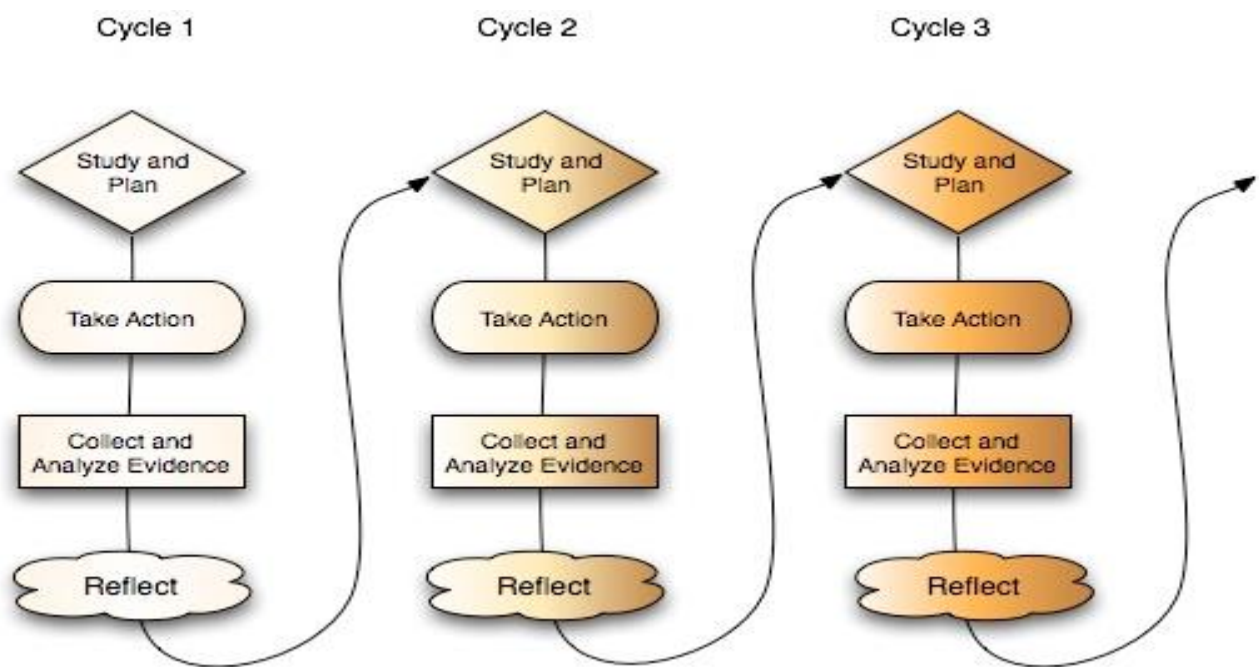 Cycle 1
Cycle 2
Cycle 3
Study and
Plan
Study and
Plan
Study and
Plan
Take Action
Take Action
Take Action
Collect and
Analyze Evidence
Collect and
Analyze Evidence
Collect and
Analyze Evidence
Reflect
Reflect
Reflect